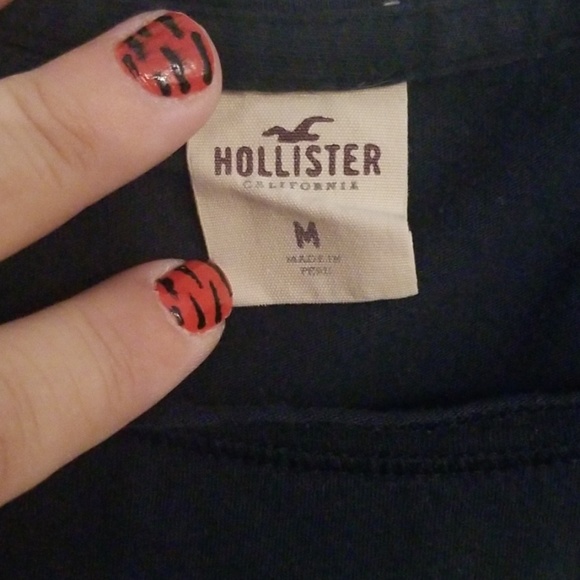 HOLLISTER
CALIFORNIA
M
MADE IN
PERU